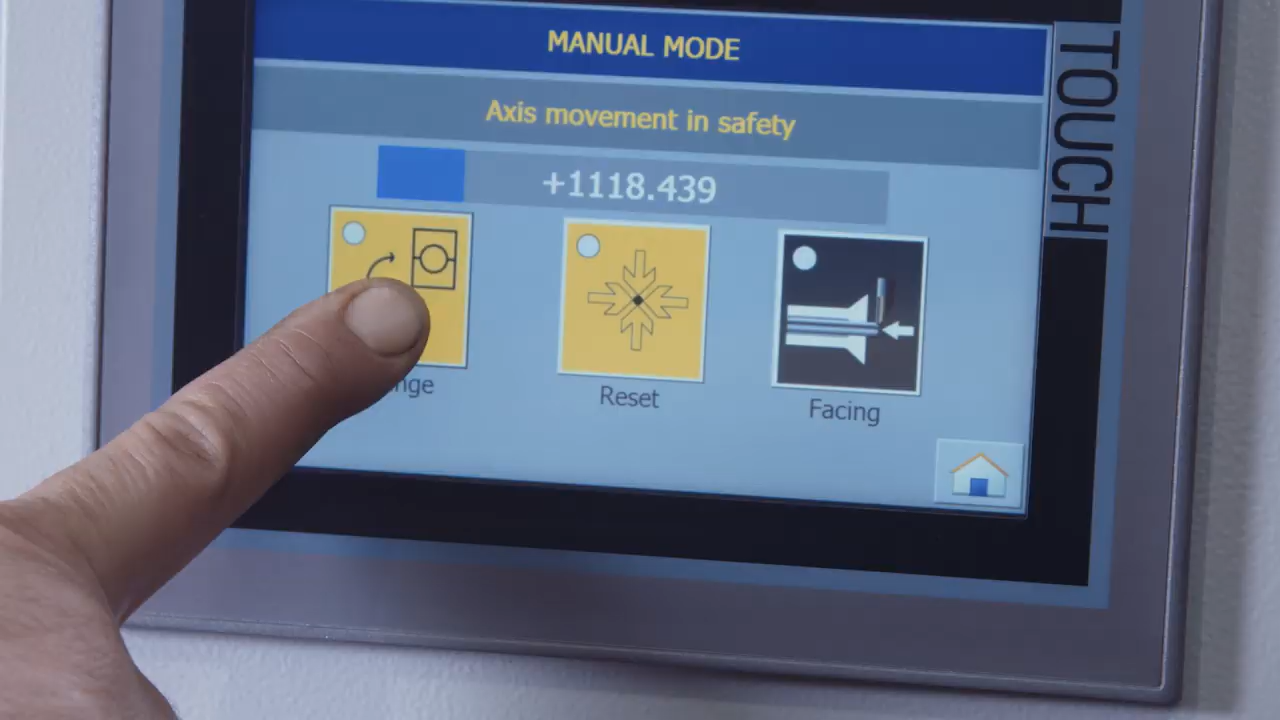 MANUAL MODE
Axis movement in safety
+1118.439
Reset
Facing
TOUCH